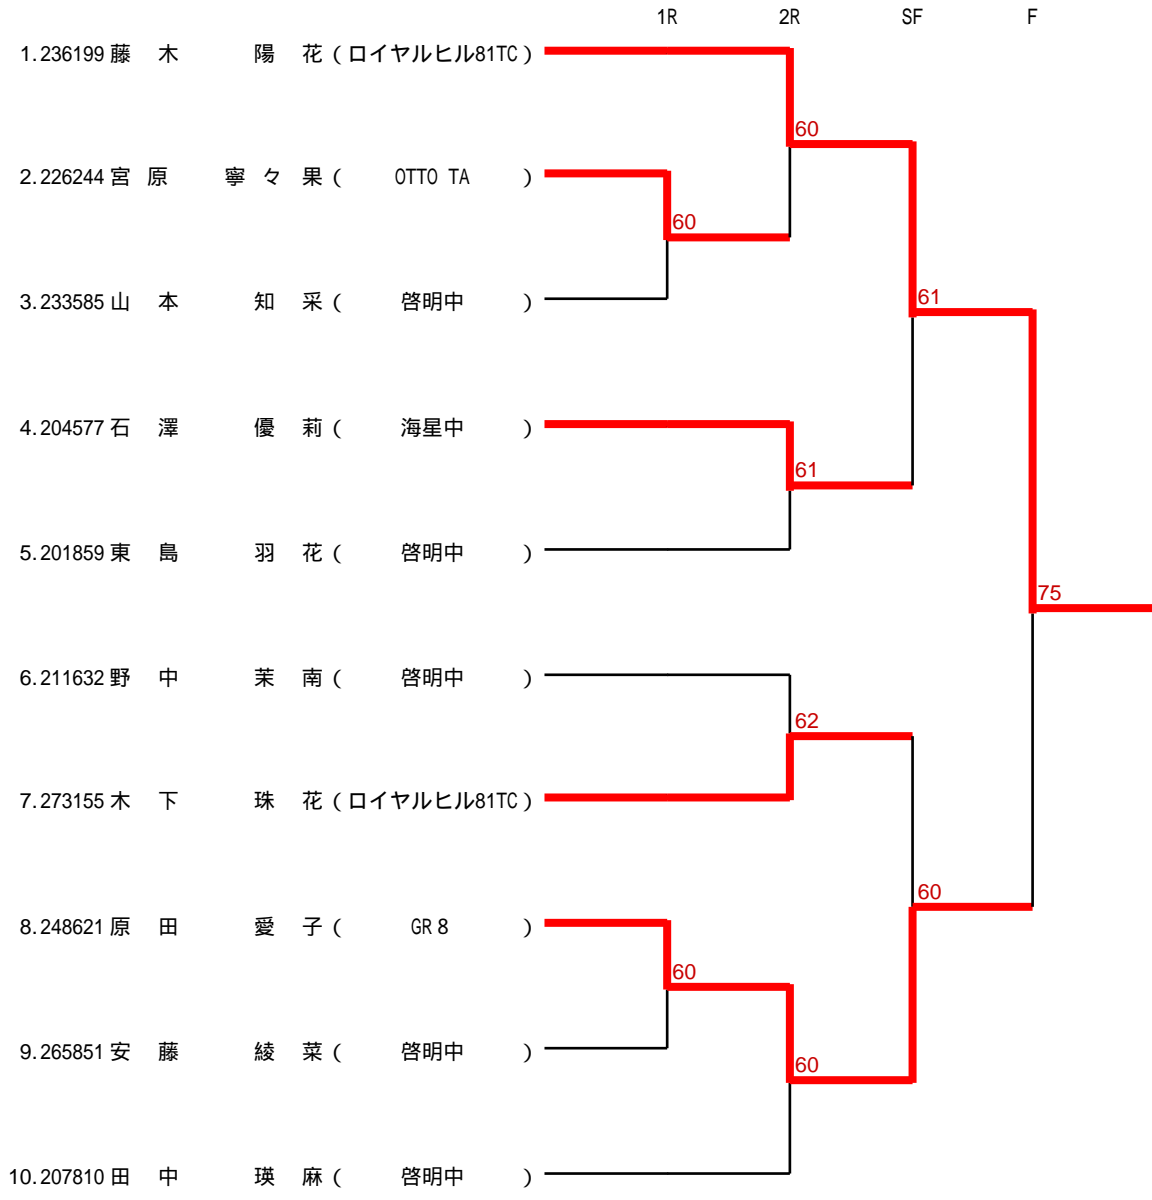 1R 2R SF F
1.236199 藤 木 陽 花 ( ロイヤルヒル81TC )
60
2.226244 宮 原 寧 々 果 ( OTTO TA )
60
3.233585 山 本 知 采 ( 啓明中 )
61
4.204577 石 澤 優 莉 ( 海星中 )
61
5.201859 東 島 羽 花 ( 啓明中 )
75
6.211632 野 中 茉 南 ( 啓明中 )
62
7.273155 木 下 珠 花 ( ロイヤルヒル81TC )
60
8.248621 原 田 愛 子 ( GR８ )
60
9.265851 安 藤 綾 菜 ( 啓明中 )
60
10.207810 田 中 瑛 麻 ( 啓明中 )